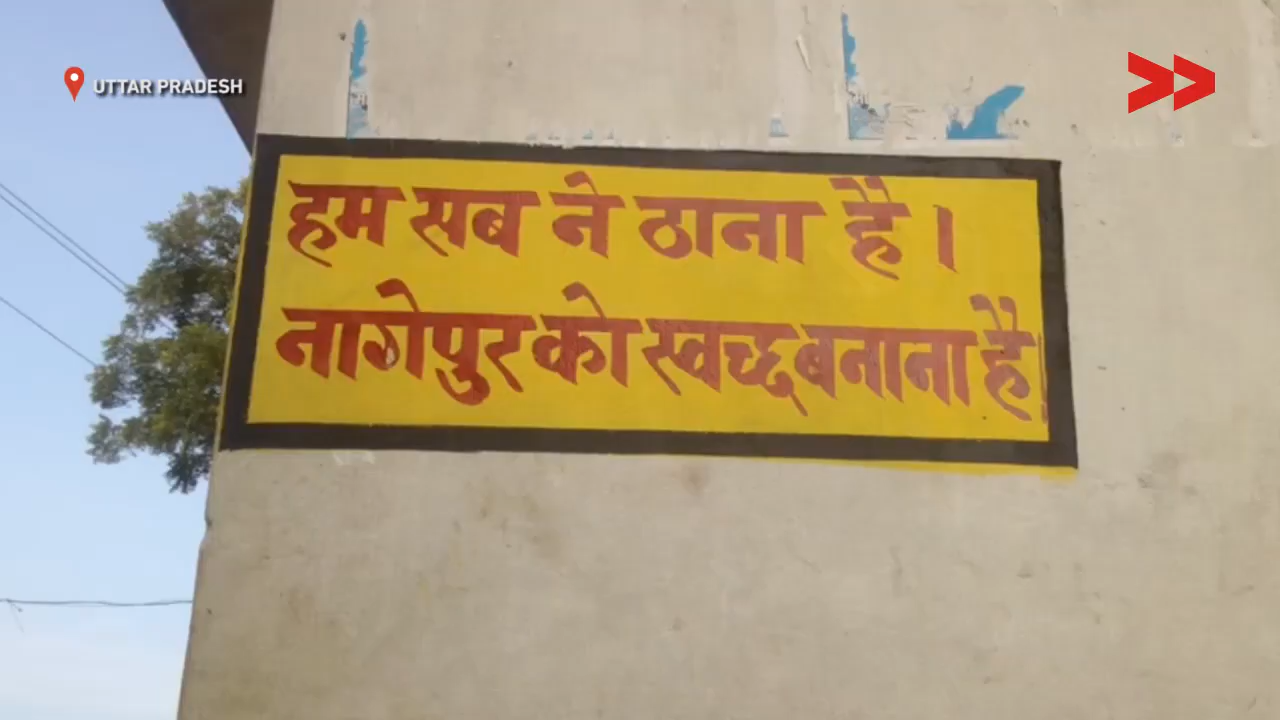 UTTAR PRADESH
हम सब ने ठाना है ।
नागेपुर को स्वच्छ बनाना है।